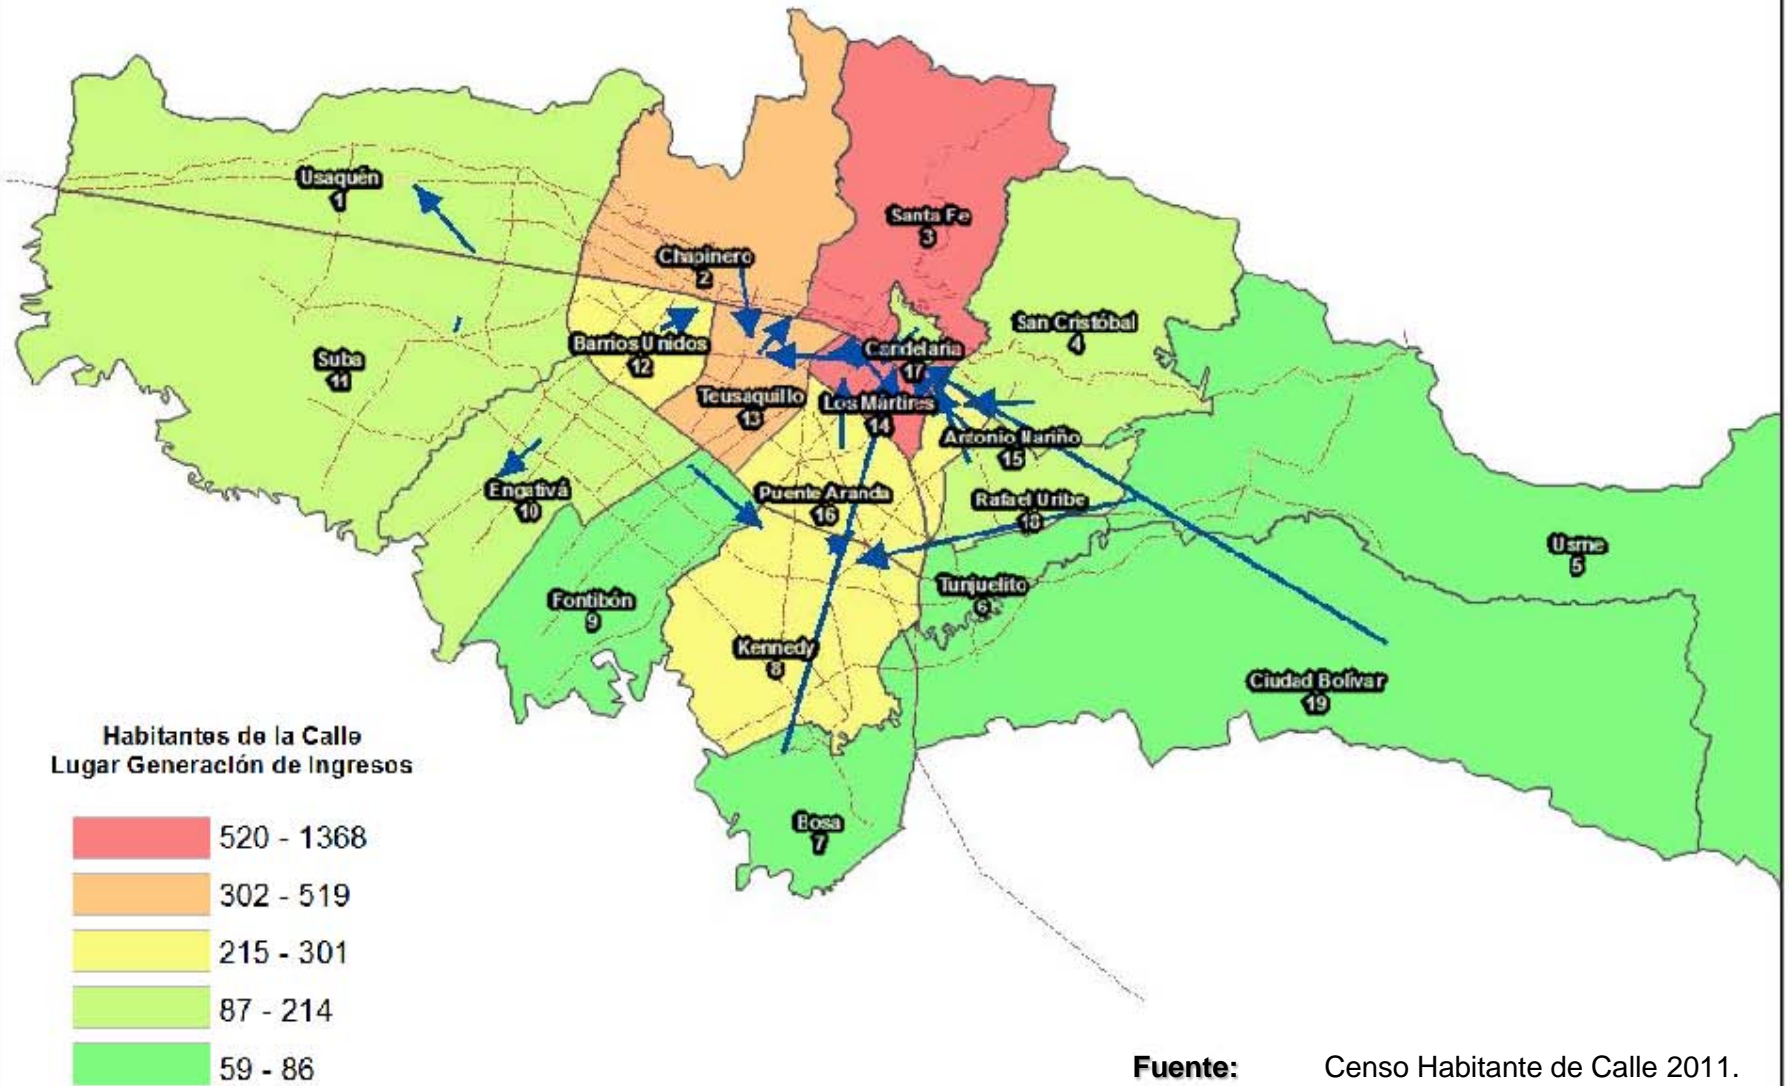 Usaquén
1
Chapinero
2
Santa Fe
3
San Cristóbal
4
Barrios Unidos
12
Candelaria
17
Suba
11
Teusaquillo
13
Los Mártires
14
Antonio Nariño
15
Engativá
10
Puente Aranda
16
Rafael Uribe
18
Usme
5
Fontibón
9
Tunjuelito
6
Kennedy
8
Ciudad Bolívar
19
Bosa
7
Habitantes de la Calle
Lugar Generación de Ingresos
520 - 1368
302 - 519
215 - 301
87 - 214
59 - 86
Fuente: Censo Habitante de Calle 2011.